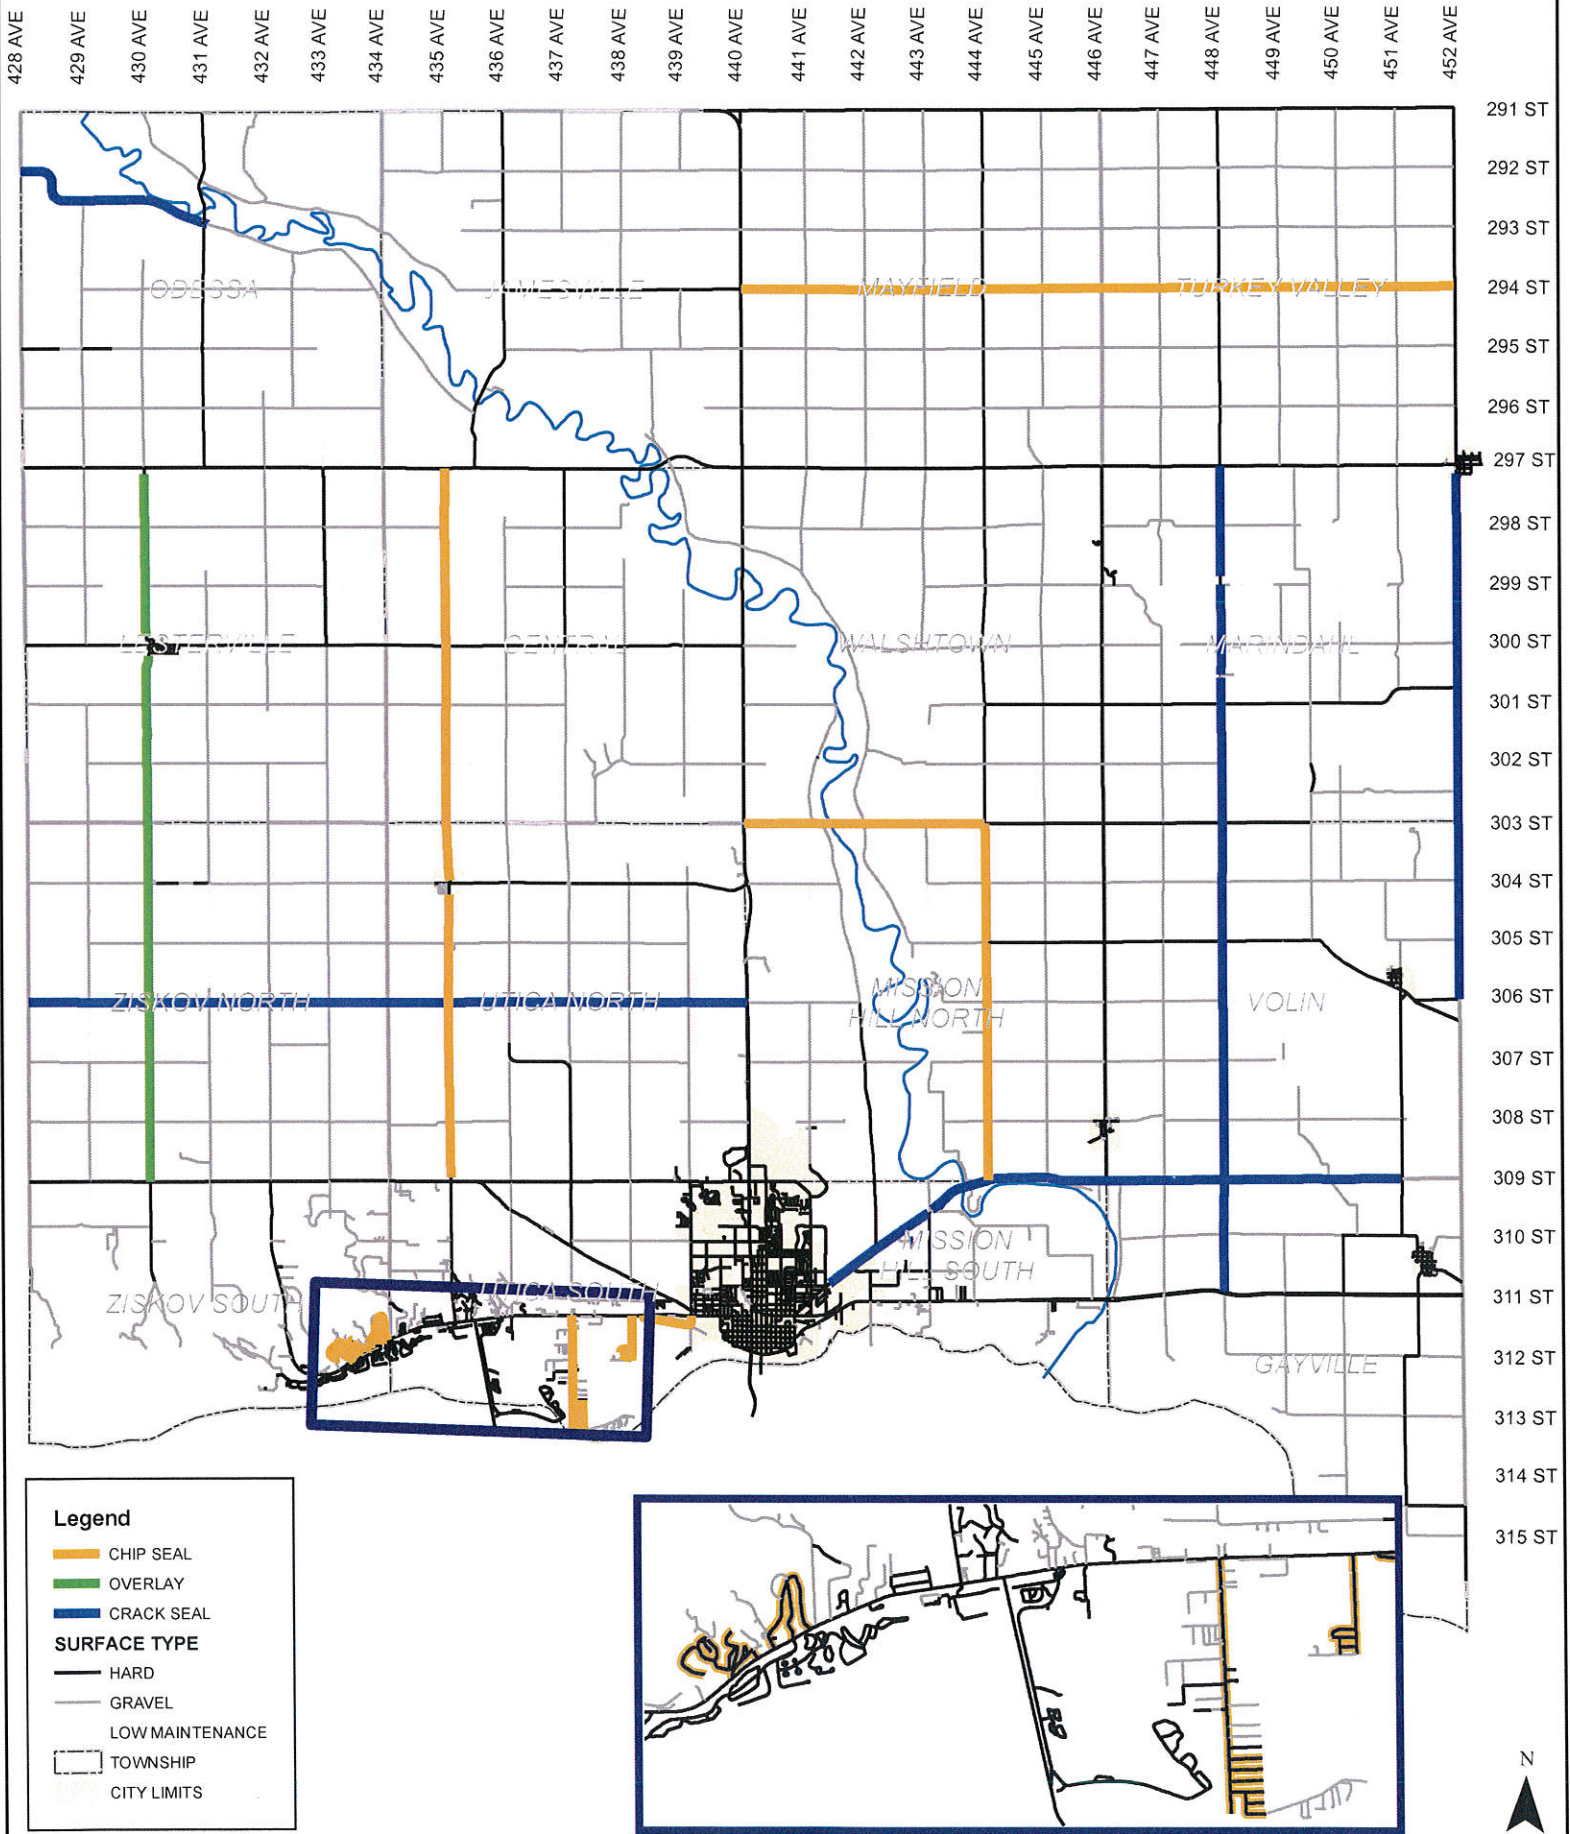 428 AVE
429 AVE
430 AVE
431 AVE
432 AVE
433 AVE
434 AVE
435 AVE
436 AVE
437 AVE
438 AVE
439 AVE
440 AVE
441 AVE
442 AVE
443 AVE
444 AVE
445 AVE
446 AVE
447 AVE
448 AVE
449 AVE
450 AVE
451 AVE
452 AVE
291 ST
292 ST
293 ST
294 ST
295 ST
296 ST
297 ST
298 ST
299 ST
300 ST
301 ST
302 ST
303 ST
304 ST
305 ST
306 ST
307 ST
308 ST
309 ST
310 ST
311 ST
312 ST
313 ST
314 ST
315 ST
ODESSA
JAMESVILLE
MAYFIELD
TURKEY VALLEY
LESTERVILLE
CENTRAL
WALSHTOWN
MARINDAHL
ZISKOV NORTH
UTICA NORTH
MISSION
HILL NORTH
VOLIN
MISSION
HILL SOUTH
ZISKOV SOUTH
UTICA SOUTH
GAYVILLE
Legend
CHIP SEAL
OVERLAY
CRACK SEAL
SURFACE TYPE
HARD
GRAVEL
LOW MAINTENANCE
TOWNSHIP
CITY LIMITS
N